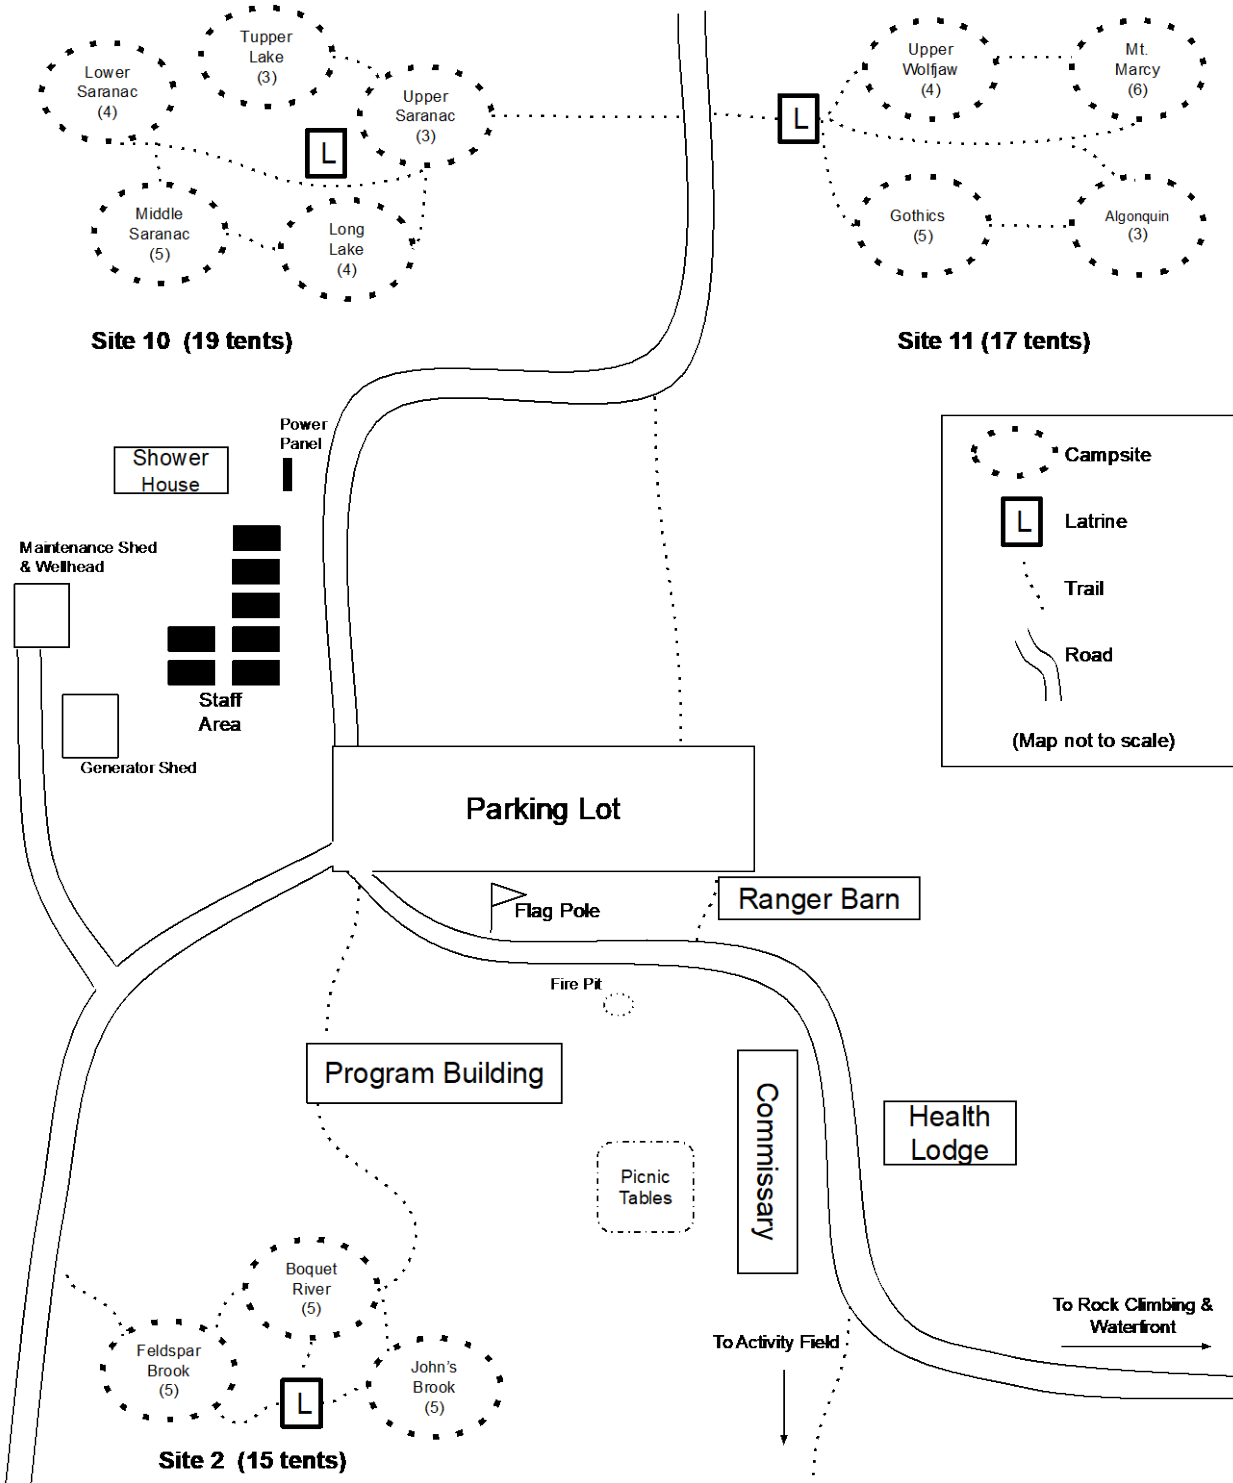 Tupper
Lake
(3)
Lower
Saranac
(4)
Upper
Saranac
(3)
L
Middle
Saranac
(5)
Long
Lake
(4)
Site 10 (19 tents)
Upper
Wolfjaw
(4)
Mt.
Marcy
(6)
L
Gothics
(5)
Algonquin
(3)
Site 11 (17 tents)
Power
Panel
Shower
House
Maintenance Shed
& Wellhead
Staff
Area
Generator Shed
Campsite
L
Latrine
Trail
Road
(Map not to scale)
Parking Lot
Flag Pole
Ranger Barn
Fire Pit
Program Building
Commissary
Health
Lodge
Picnic
Tables
Boquet
River
(5)
Feldspar
Brook
(5)
John's
Brook
(5)
L
Site 2 (15 tents)
To Activity Field
To Rock Climbing &
Waterfront